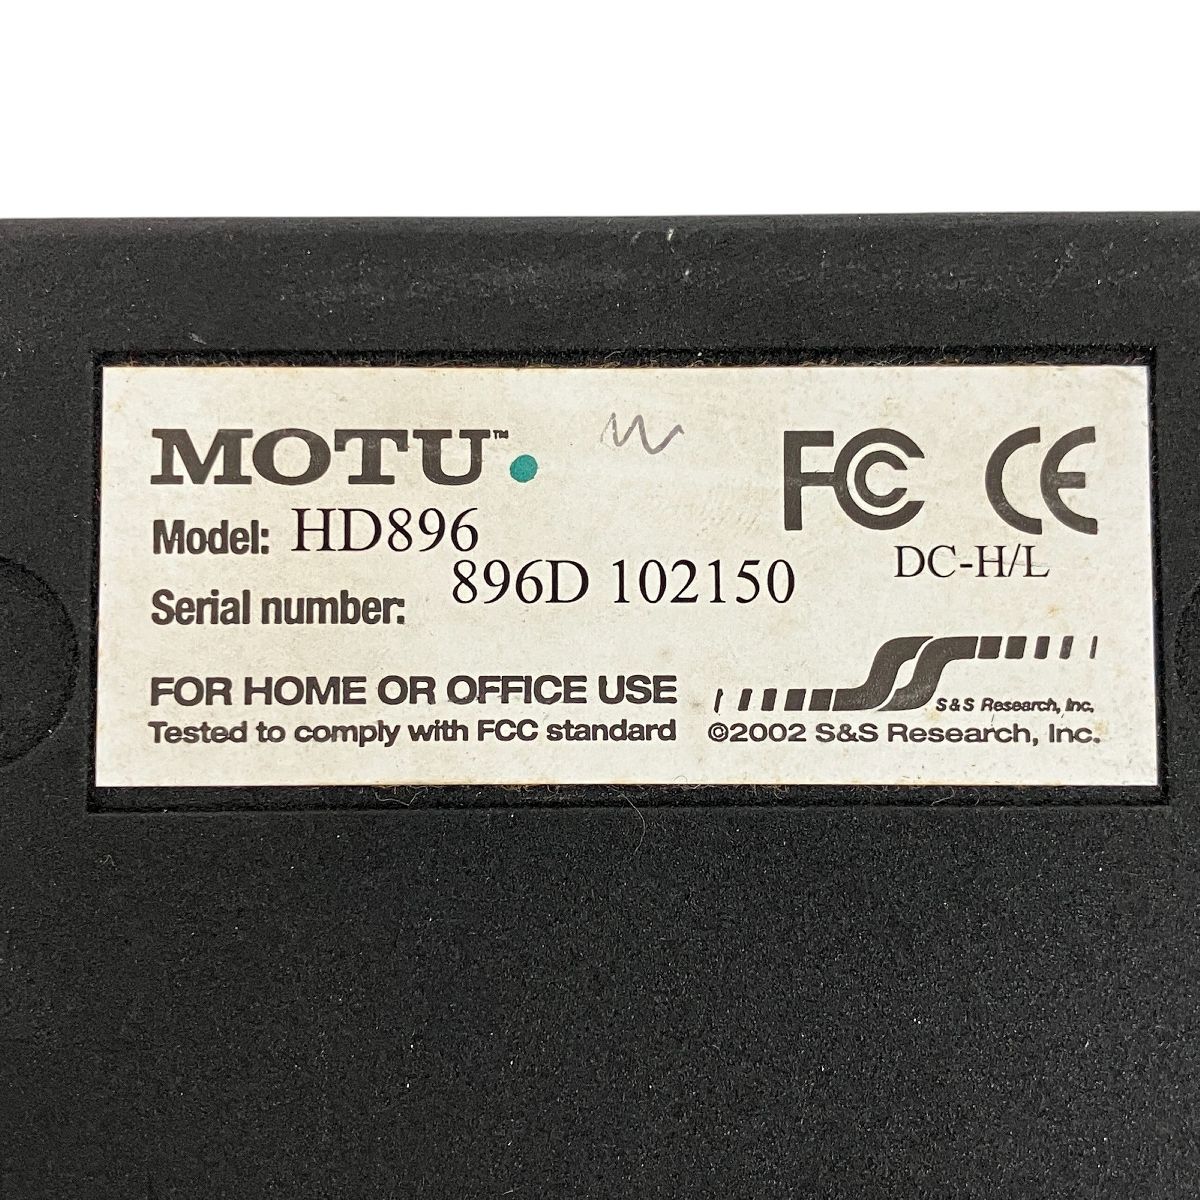 MOTU™
FC CE
Model: HD896
DC-H/L
Serial number: 896D 102150
FOR HOME OR OFFICE USE
Tested to comply with FCC standard
SS
S&S Research, Inc.
©2002 S&S Research, Inc.